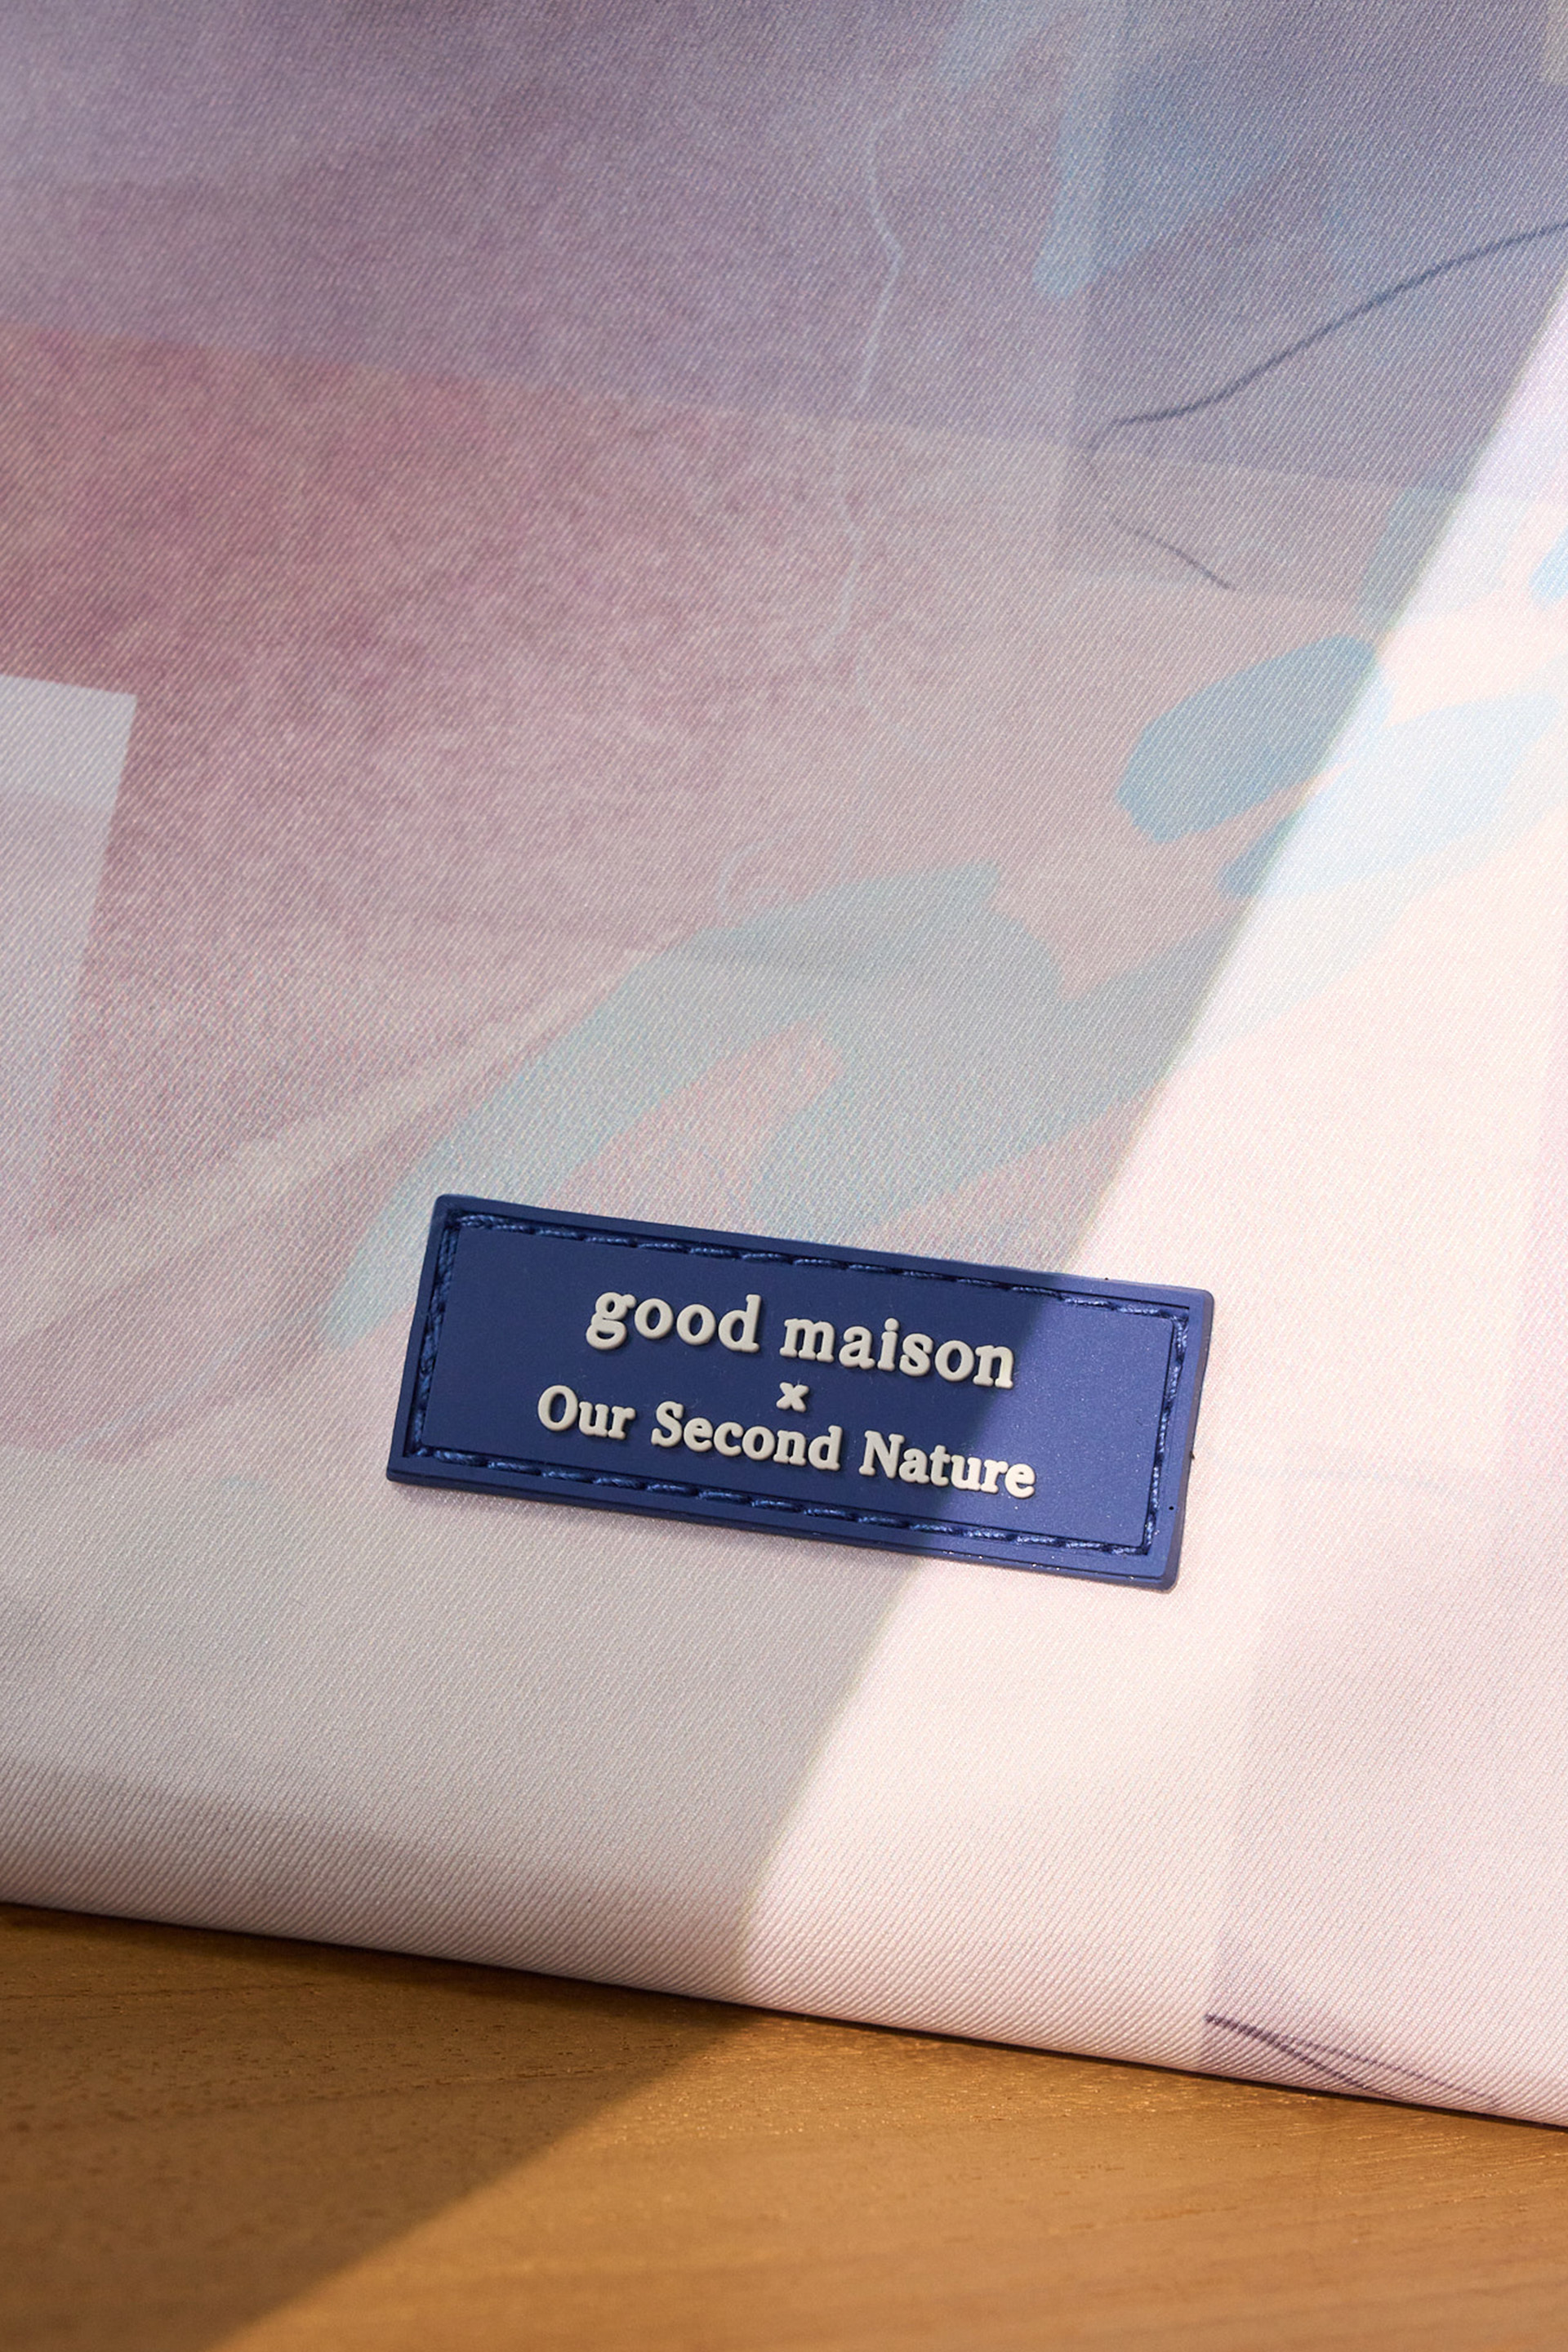 good maison
x
Our Second Nature